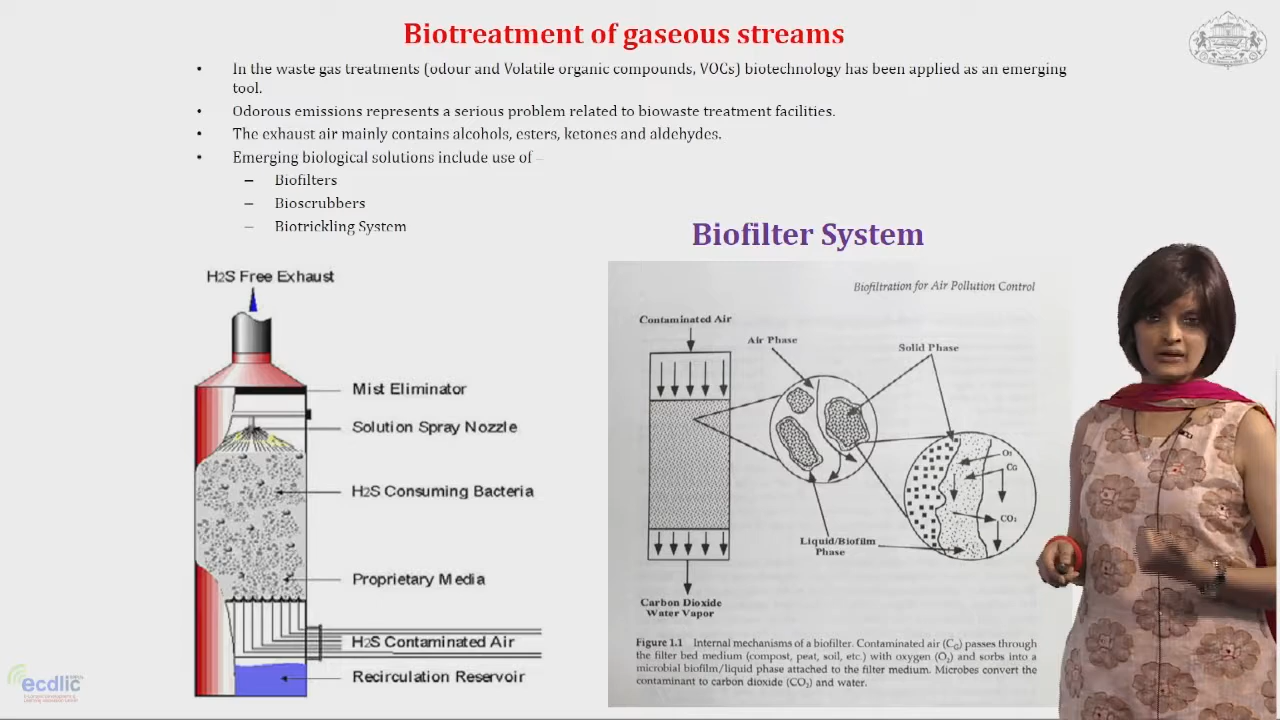 Biotreatment of gaseous streams
• In the waste gas treatments (odour and Volatile organic compounds, VOCs) biotechnology has been applied as an emerging
tool.
• Odorous emissions represents a serious problem related to biowaste treatment facilities.
• The exhaust air mainly contains alcohols, esters, ketones and aldehydes.
• Emerging biological solutions include use of –
– Biofilters
– Bioscrubbers
– Biotrickling System
Biofilter System
H2S Free Exhaust
Mist Eliminator
Solution Spray Nozzle
H2S Consuming Bacteria
Proprietary Media
H2S Contaminated Air
Recirculation Reservoir
Biofiltration for Air Pollution Control
Contaminated Air
Air Phase
Solid Phase
O₂
CG
CO₂
Liquid/Biofilm
Phase
Carbon Dioxide
Water Vapor
Figure 1.1 Internal mechanisms of a biofilter. Contaminated air (CG) passes through
the filter bed medium (compost, peat, soil, etc.) with oxygen (O₂) and sorbs into a
microbial biofilm/liquid phase attached to the filter medium. Microbes convert the
contaminant to carbon dioxide (CO₂) and water.
ecdlic